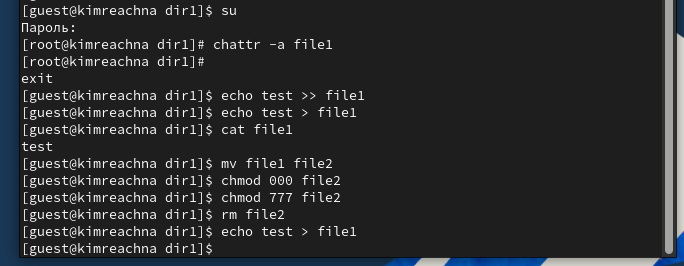 [guest@kimreachna dir1]$ su
Пароль:
[root@kimreachna dir1]# chattr -a file1
[root@kimreachna dir1]#
exit
[guest@kimreachna dir1]$ echo test >> file1
[guest@kimreachna dir1]$ echo test > file1
[guest@kimreachna dir1]$ cat file1
test
[guest@kimreachna dir1]$ mv file1 file2
[guest@kimreachna dir1]$ chmod 000 file2
[guest@kimreachna dir1]$ chmod 777 file2
[guest@kimreachna dir1]$ rm file2
[guest@kimreachna dir1]$ echo test > file1
[guest@kimreachna dir1]$